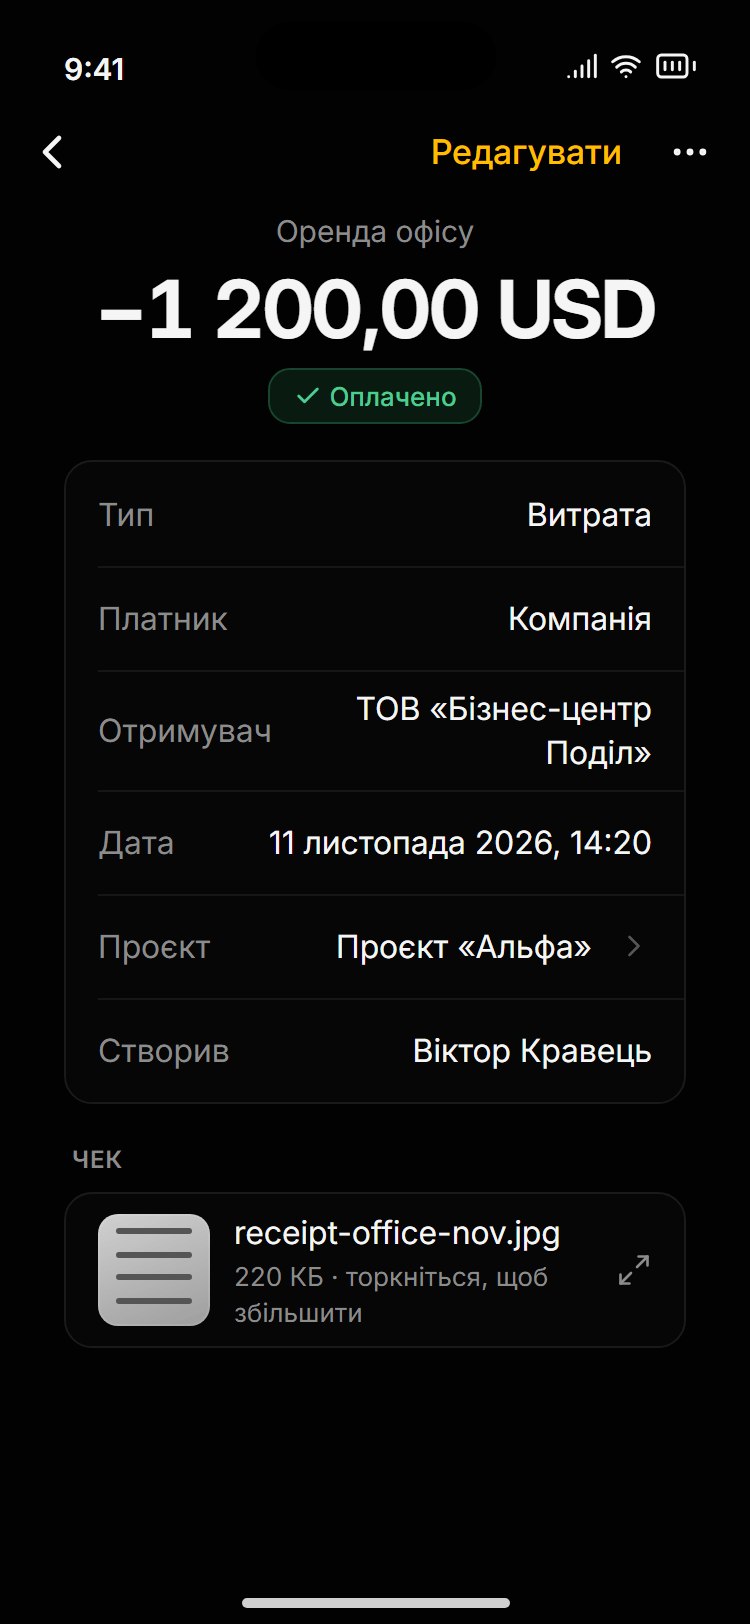 9:41
Редагувати
Оренда офісу
−1 200,00 USD
Оплачено
Тип
Витрата
Платник
Компанія
Отримувач
ТОВ «Бізнес-центр
Поділ»
Дата
11 листопада 2026, 14:20
Проєкт
Проєкт «Альфа»
Створив
Віктор Кравець
ЧЕК
receipt-office-nov.jpg
220 КБ · торкніться, щоб
збільшити